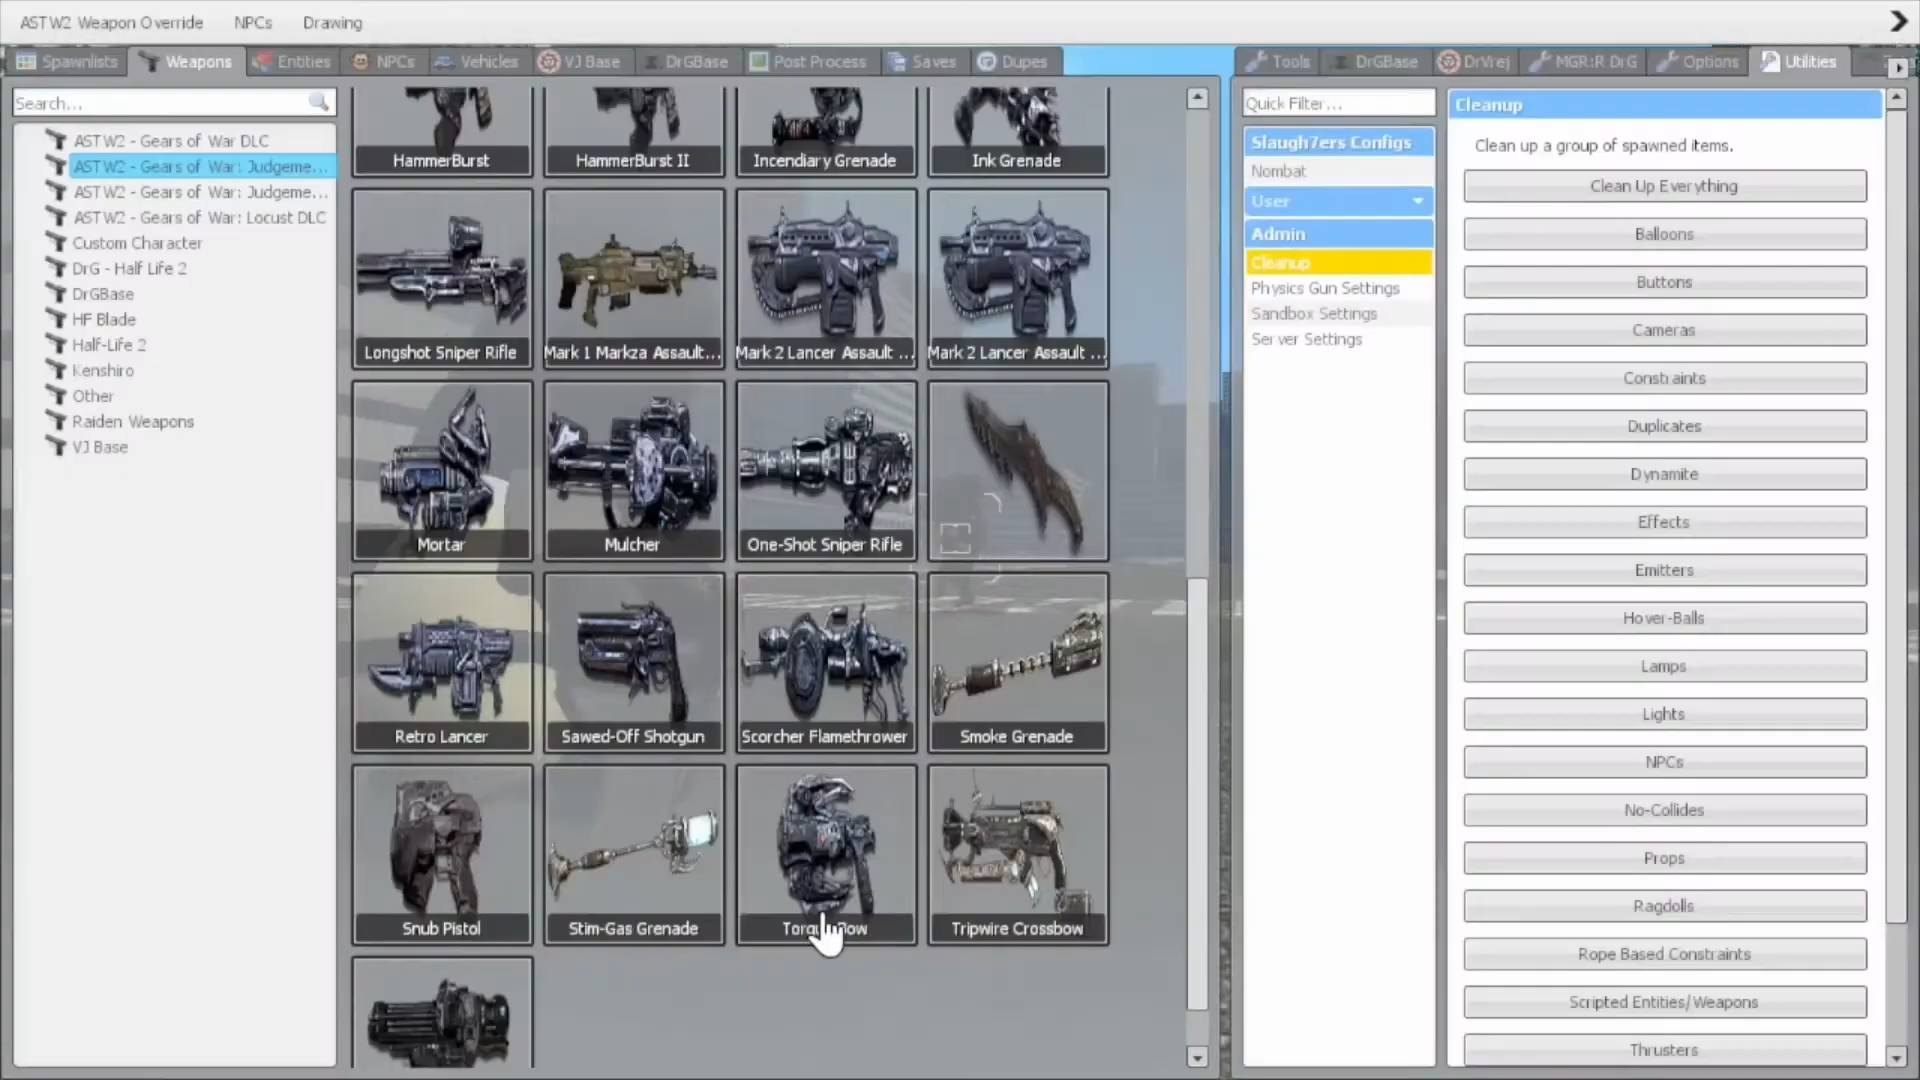 ASTW2 Weapon Override NPCs Drawing
Spawnlists Weapons Entities NPCs Vehicles VJ Base DrGBase Post Process Saves Dupes
Tools DrGBase DrVrej MGR:R DrG Options Utilities
Search...
ASTW2 - Gears of War DLC
ASTW2 - Gears of War: Judgeme...
ASTW2 - Gears of War: Judgeme...
ASTW2 - Gears of War: Locust DLC
Custom Character
DrG - Half Life 2
DrGBase
HF Blade
Half-Life 2
Kenshiro
Other
Raiden Weapons
VJ Base
HammerBurst HammerBurst II Incendiary Grenade Ink Grenade
Longshot Sniper Rifle Mark 1 Markza Assault... Mark 2 Lancer Assault ... Mark 2 Lancer Assault ...
Mortar Mulcher One-Shot Sniper Rifle
Retro Lancer Sawed-Off Shotgun Scorcher Flamethrower Smoke Grenade
Snub Pistol Stim-Gas Grenade Torque Bow Tripwire Crossbow
Quick Filter...
Slaugh7ers Configs
Nombat
User
Admin
Cleanup
Physics Gun Settings
Sandbox Settings
Server Settings
Cleanup
Clean up a group of spawned items.
Clean Up Everything
Balloons
Buttons
Cameras
Constraints
Duplicates
Dynamite
Effects
Emitters
Hover-Balls
Lamps
Lights
NPCs
No-Collides
Props
Ragdolls
Rope Based Constraints
Scripted Entities/Weapons
Thrusters